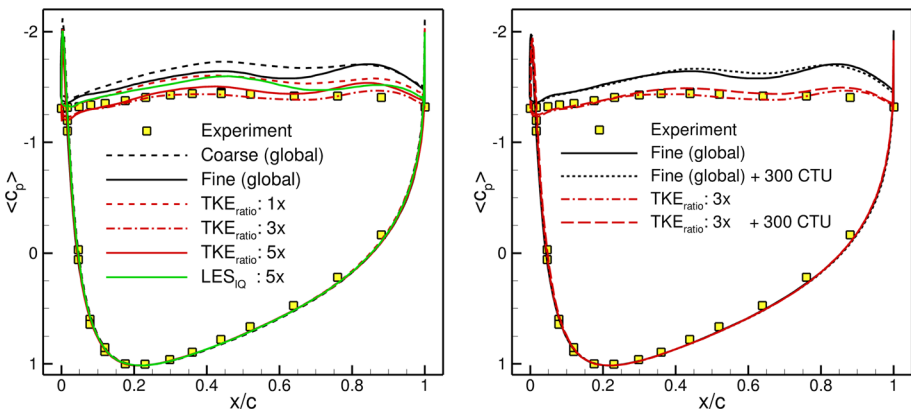 -2
-1
0
1
<c_p>
0 0.2 0.4 0.6 0.8 1
x/c
Experiment
Coarse (global)
Fine (global)
TKE_ratio: 1x
TKE_ratio: 3x
TKE_ratio: 5x
LES_IQ : 5x
-2
-1
0
1
<c_p>
0 0.2 0.4 0.6 0.8 1
x/c
Experiment
Fine (global)
Fine (global) + 300 CTU
TKE_ratio: 3x
TKE_ratio: 3x + 300 CTU